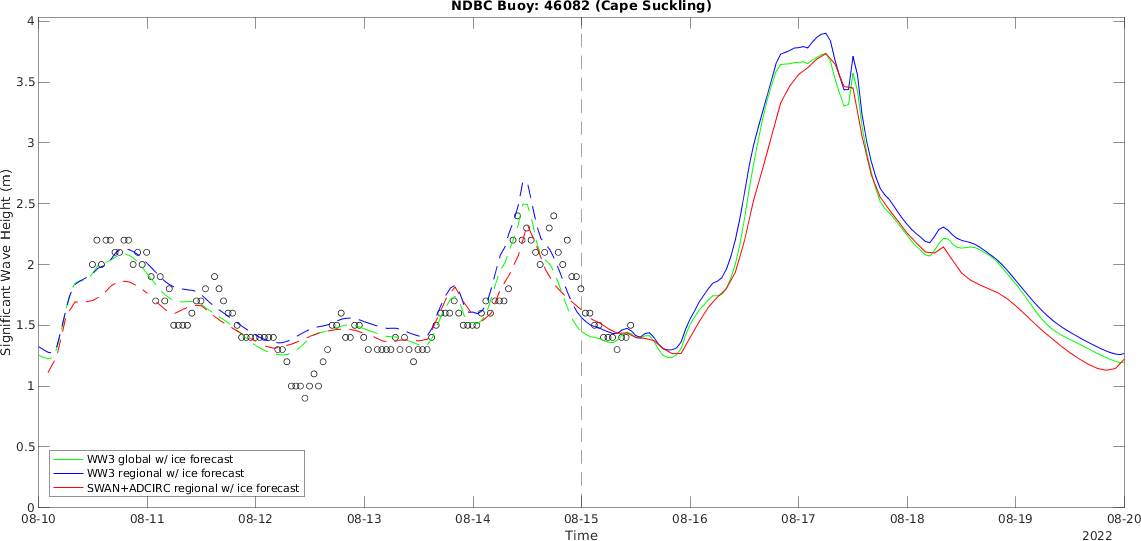 NDBC Buoy: 46082 (Cape Suckling)
4
3.5
3
2.5
2
1.5
1
0.5
0
Significant Wave Height (m)
WW3 global w/ ice forecast
WW3 regional w/ ice forecast
SWAN+ADCIRC regional w/ ice forecast
08-10 08-11 08-12 08-13 08-14 08-15 08-16 08-17 08-18 08-19 08-20
Time
2022